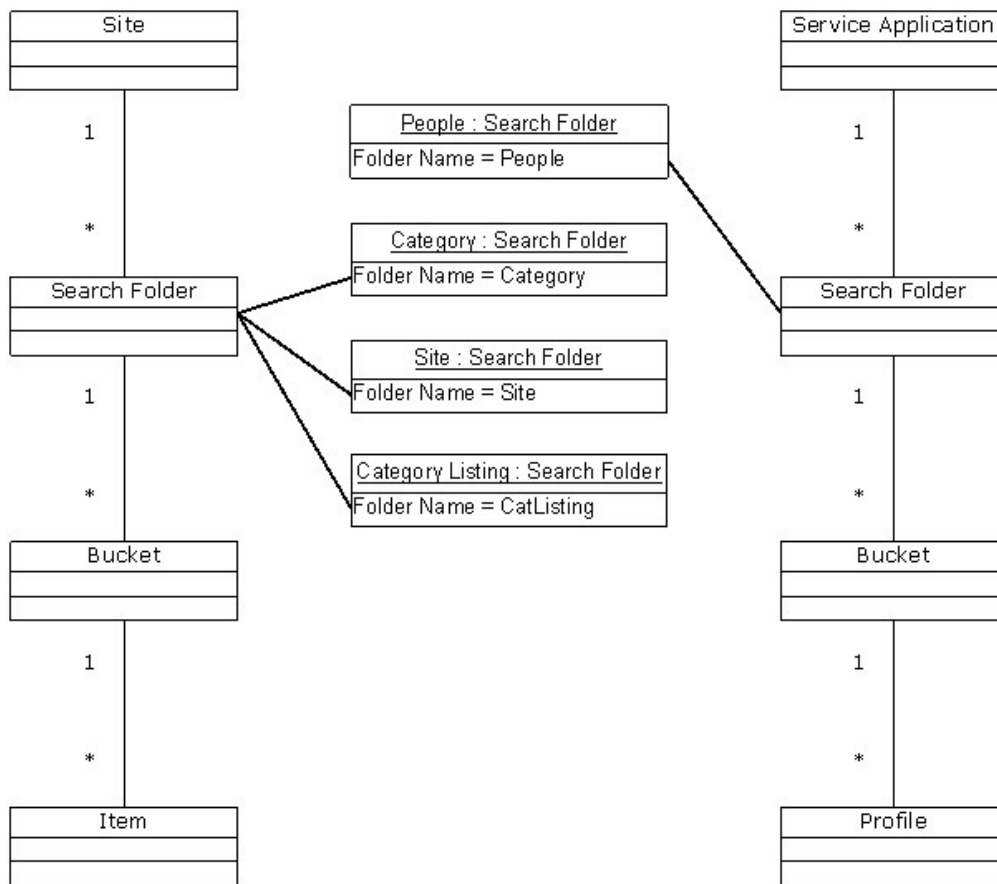 Site
Service Application
People : Search Folder
Folder Name = People
1
1
*
*
Category : Search Folder
Folder Name = Category
Search Folder
Search Folder
Site : Search Folder
Folder Name = Site
1
1
Category Listing : Search Folder
Folder Name = CatListing
*
*
Bucket
Bucket
1
1
*
*
Item
Profile